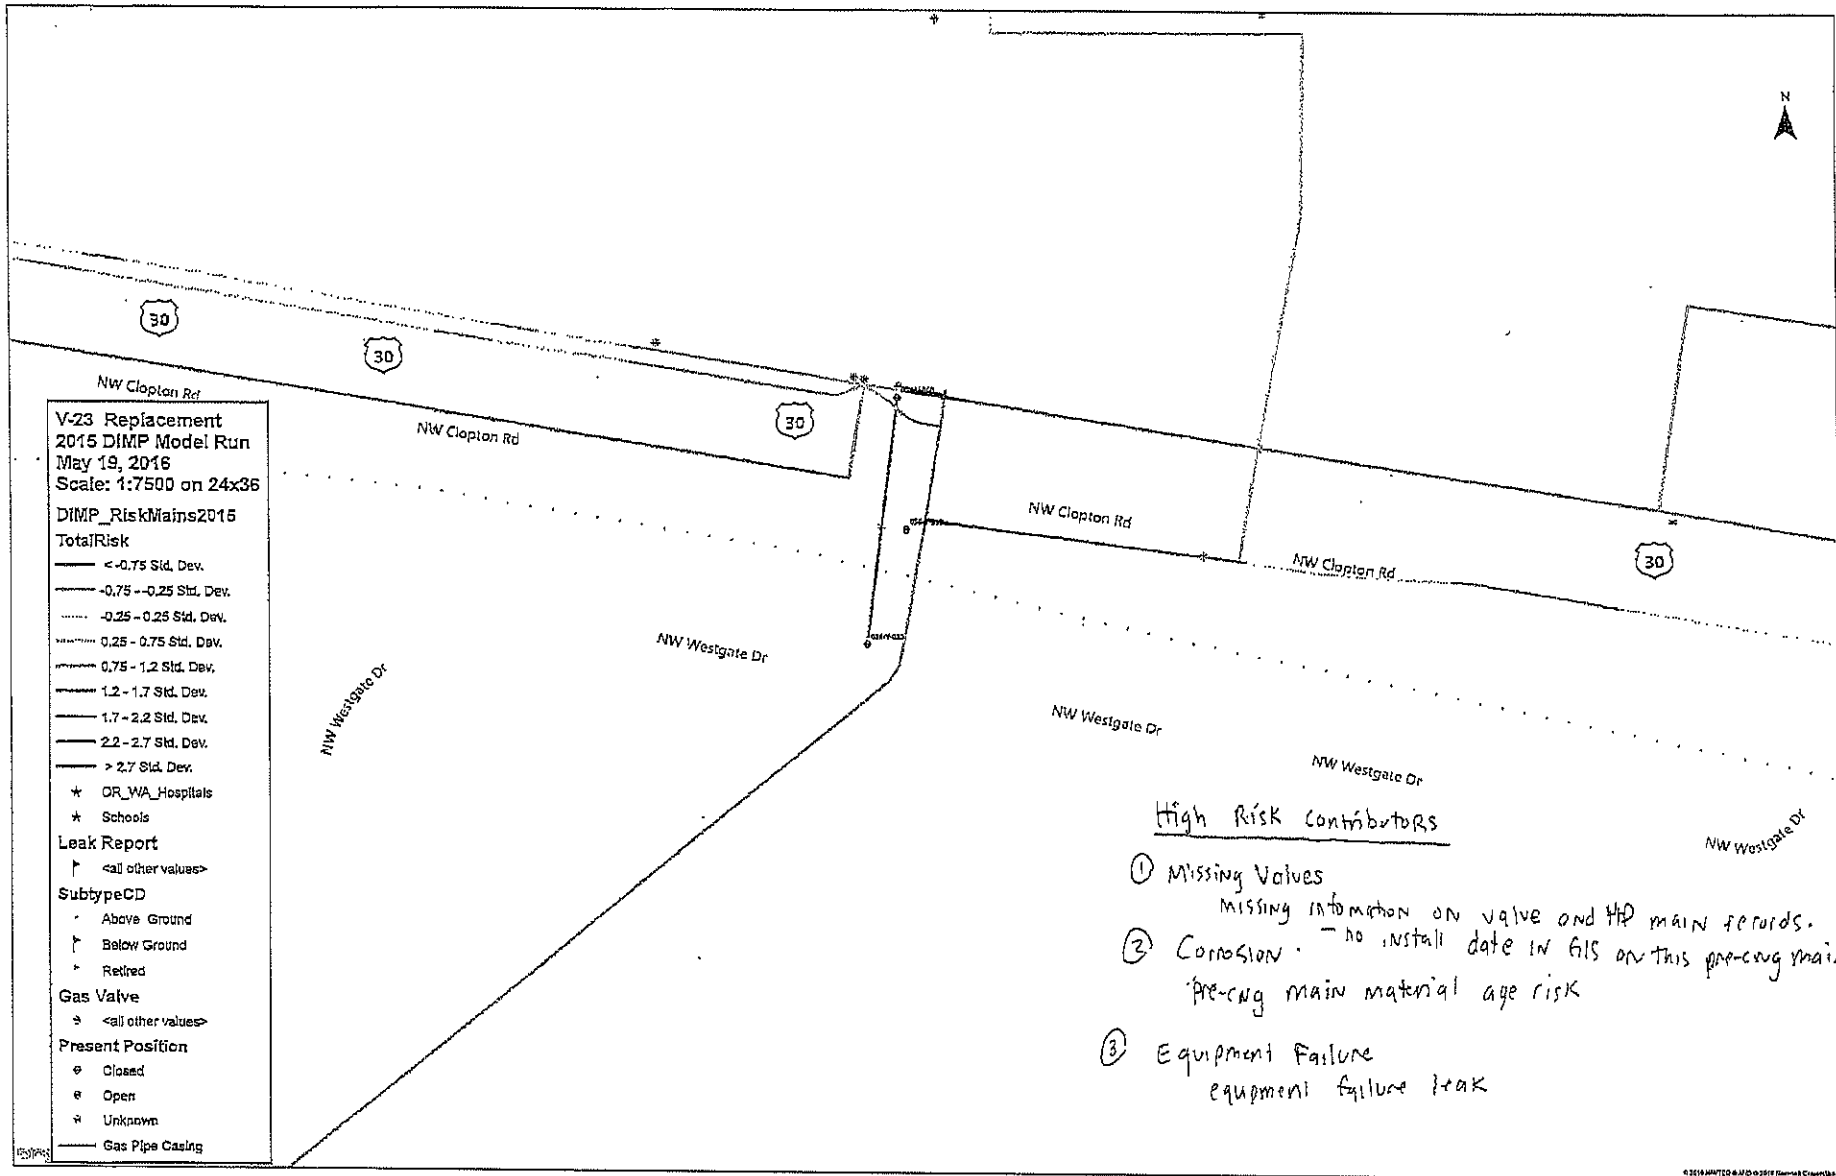 N
30
30
30
NW Clopton Rd
NW Clopton Rd
NW Clopton Rd
NW Clopton Rd
30
NW Westgate Dr
NW Westgate Dr
NW Westgate Dr
NW Westgate Dr
NW Westgate Dr
V-23 Replacement
2015 DIMP Model Run
May 19, 2016
Scale: 1:7500 on 24x36
DIMP_RiskMains2015
TotalRisk
< -0.75 Std. Dev.
-0.75 - -0.25 Std. Dev.
-0.25 - 0.25 Std. Dev.
0.25 - 0.75 Std. Dev.
0.75 - 1.2 Std. Dev.
1.2 - 1.7 Std. Dev.
1.7 - 2.2 Std. Dev.
2.2 - 2.7 Std. Dev.
> 2.7 Std. Dev.
OR_WA_Hospitals
Schools
Leak Report
<all other values>
SubtypeCD
Above Ground
Below Ground
Retired
Gas Valve
<all other values>
Present Position
Closed
Open
Unknown
Gas Pipe Casing
High Risk Contributors
① Missing Values
missing infomation on valve and HP main records.
- no install date in GIS on this pre-cng mai
② Corrosion.
pre-cng main material age risk
③ Equipment Failure
equpment failure leak